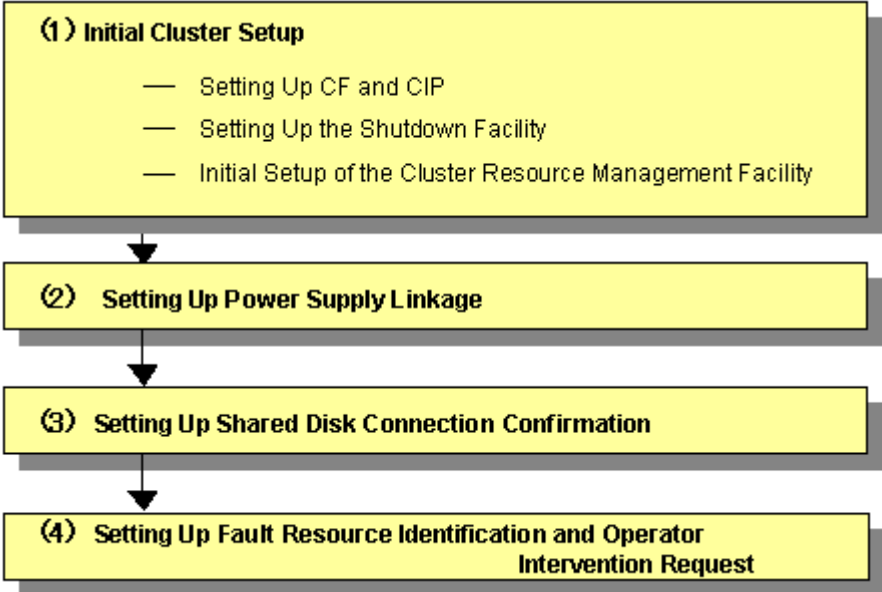 (1) Initial Cluster Setup
— Setting Up CF and CIP
— Setting Up the Shutdown Facility
— Initial Setup of the Cluster Resource Management Facility
(2) Setting Up Power Supply Linkage
(3) Setting Up Shared Disk Connection Confirmation
(4) Setting Up Fault Resource Identification and Operator
Intervention Request